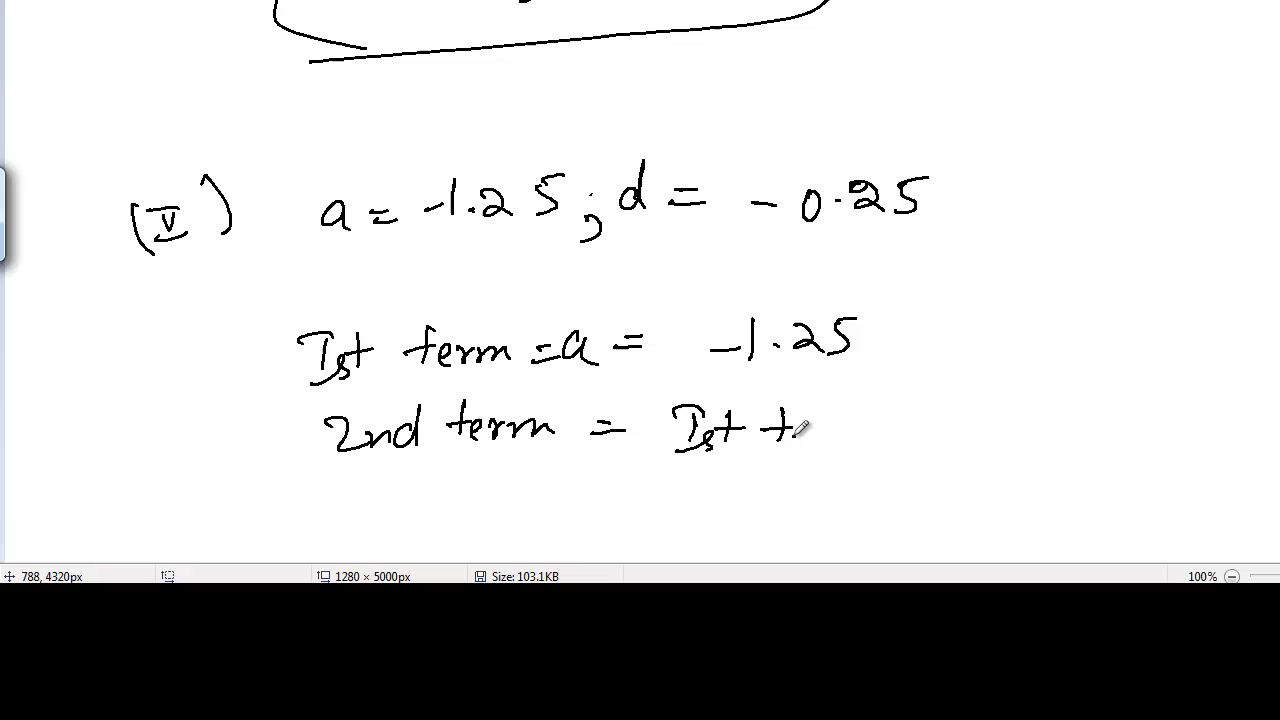 (V) a = -1.25 ; d = -0.25
Ist term = a = -1.25
2nd term = Ist t
788, 4320px 1280 × 5000px Size: 103.1KB 100%